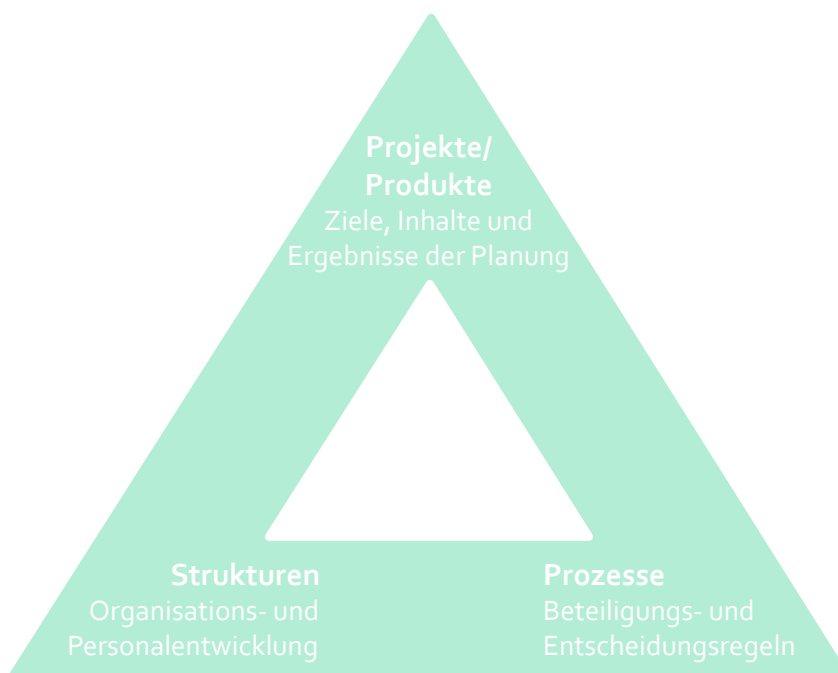 Projekte/
Produkte
Ziele, Inhalte und
Ergebnisse der Planung
Strukturen
Organisations- und
Personalentwicklung
Prozesse
Beteiligungs- und
Entscheidungsregeln